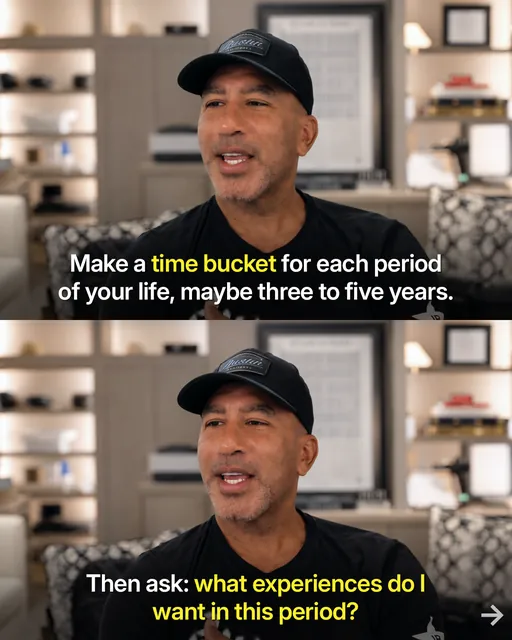 Make a time bucket for each period
of your life, maybe three to five years.
Then ask: what experiences do I
want in this period?